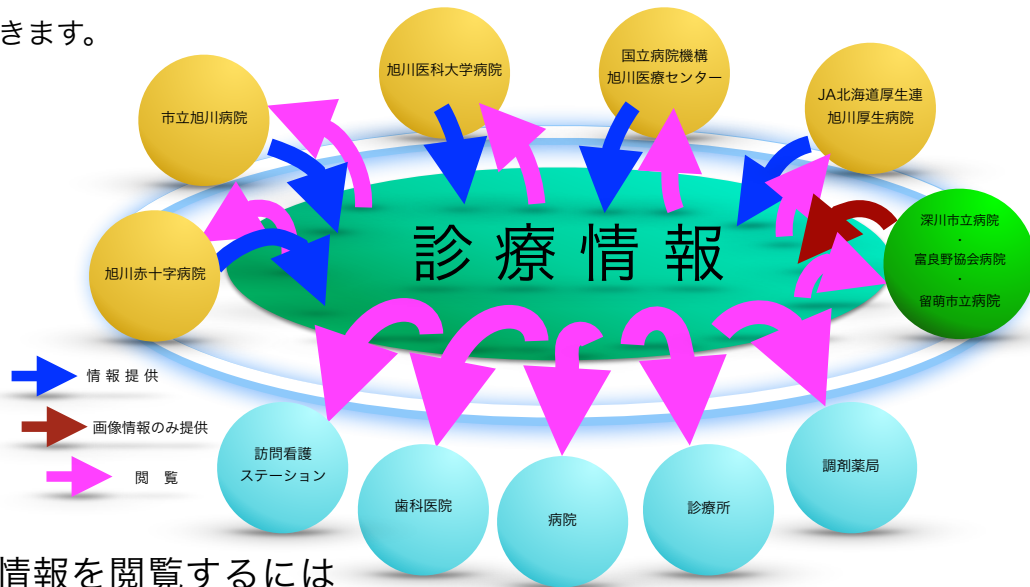 きます。
旭川医科大学病院
国立病院機構
旭川医療センター
市立旭川病院
JA北海道厚生連
旭川厚生病院
旭川赤十字病院
診療情報
深川市立病院
・
富良野協会病院
・
留萌市立病院
情報提供
画像情報のみ提供
閲覧
訪問看護
ステーション
歯科医院
病院
診療所
調剤薬局
情報を閲覧するには